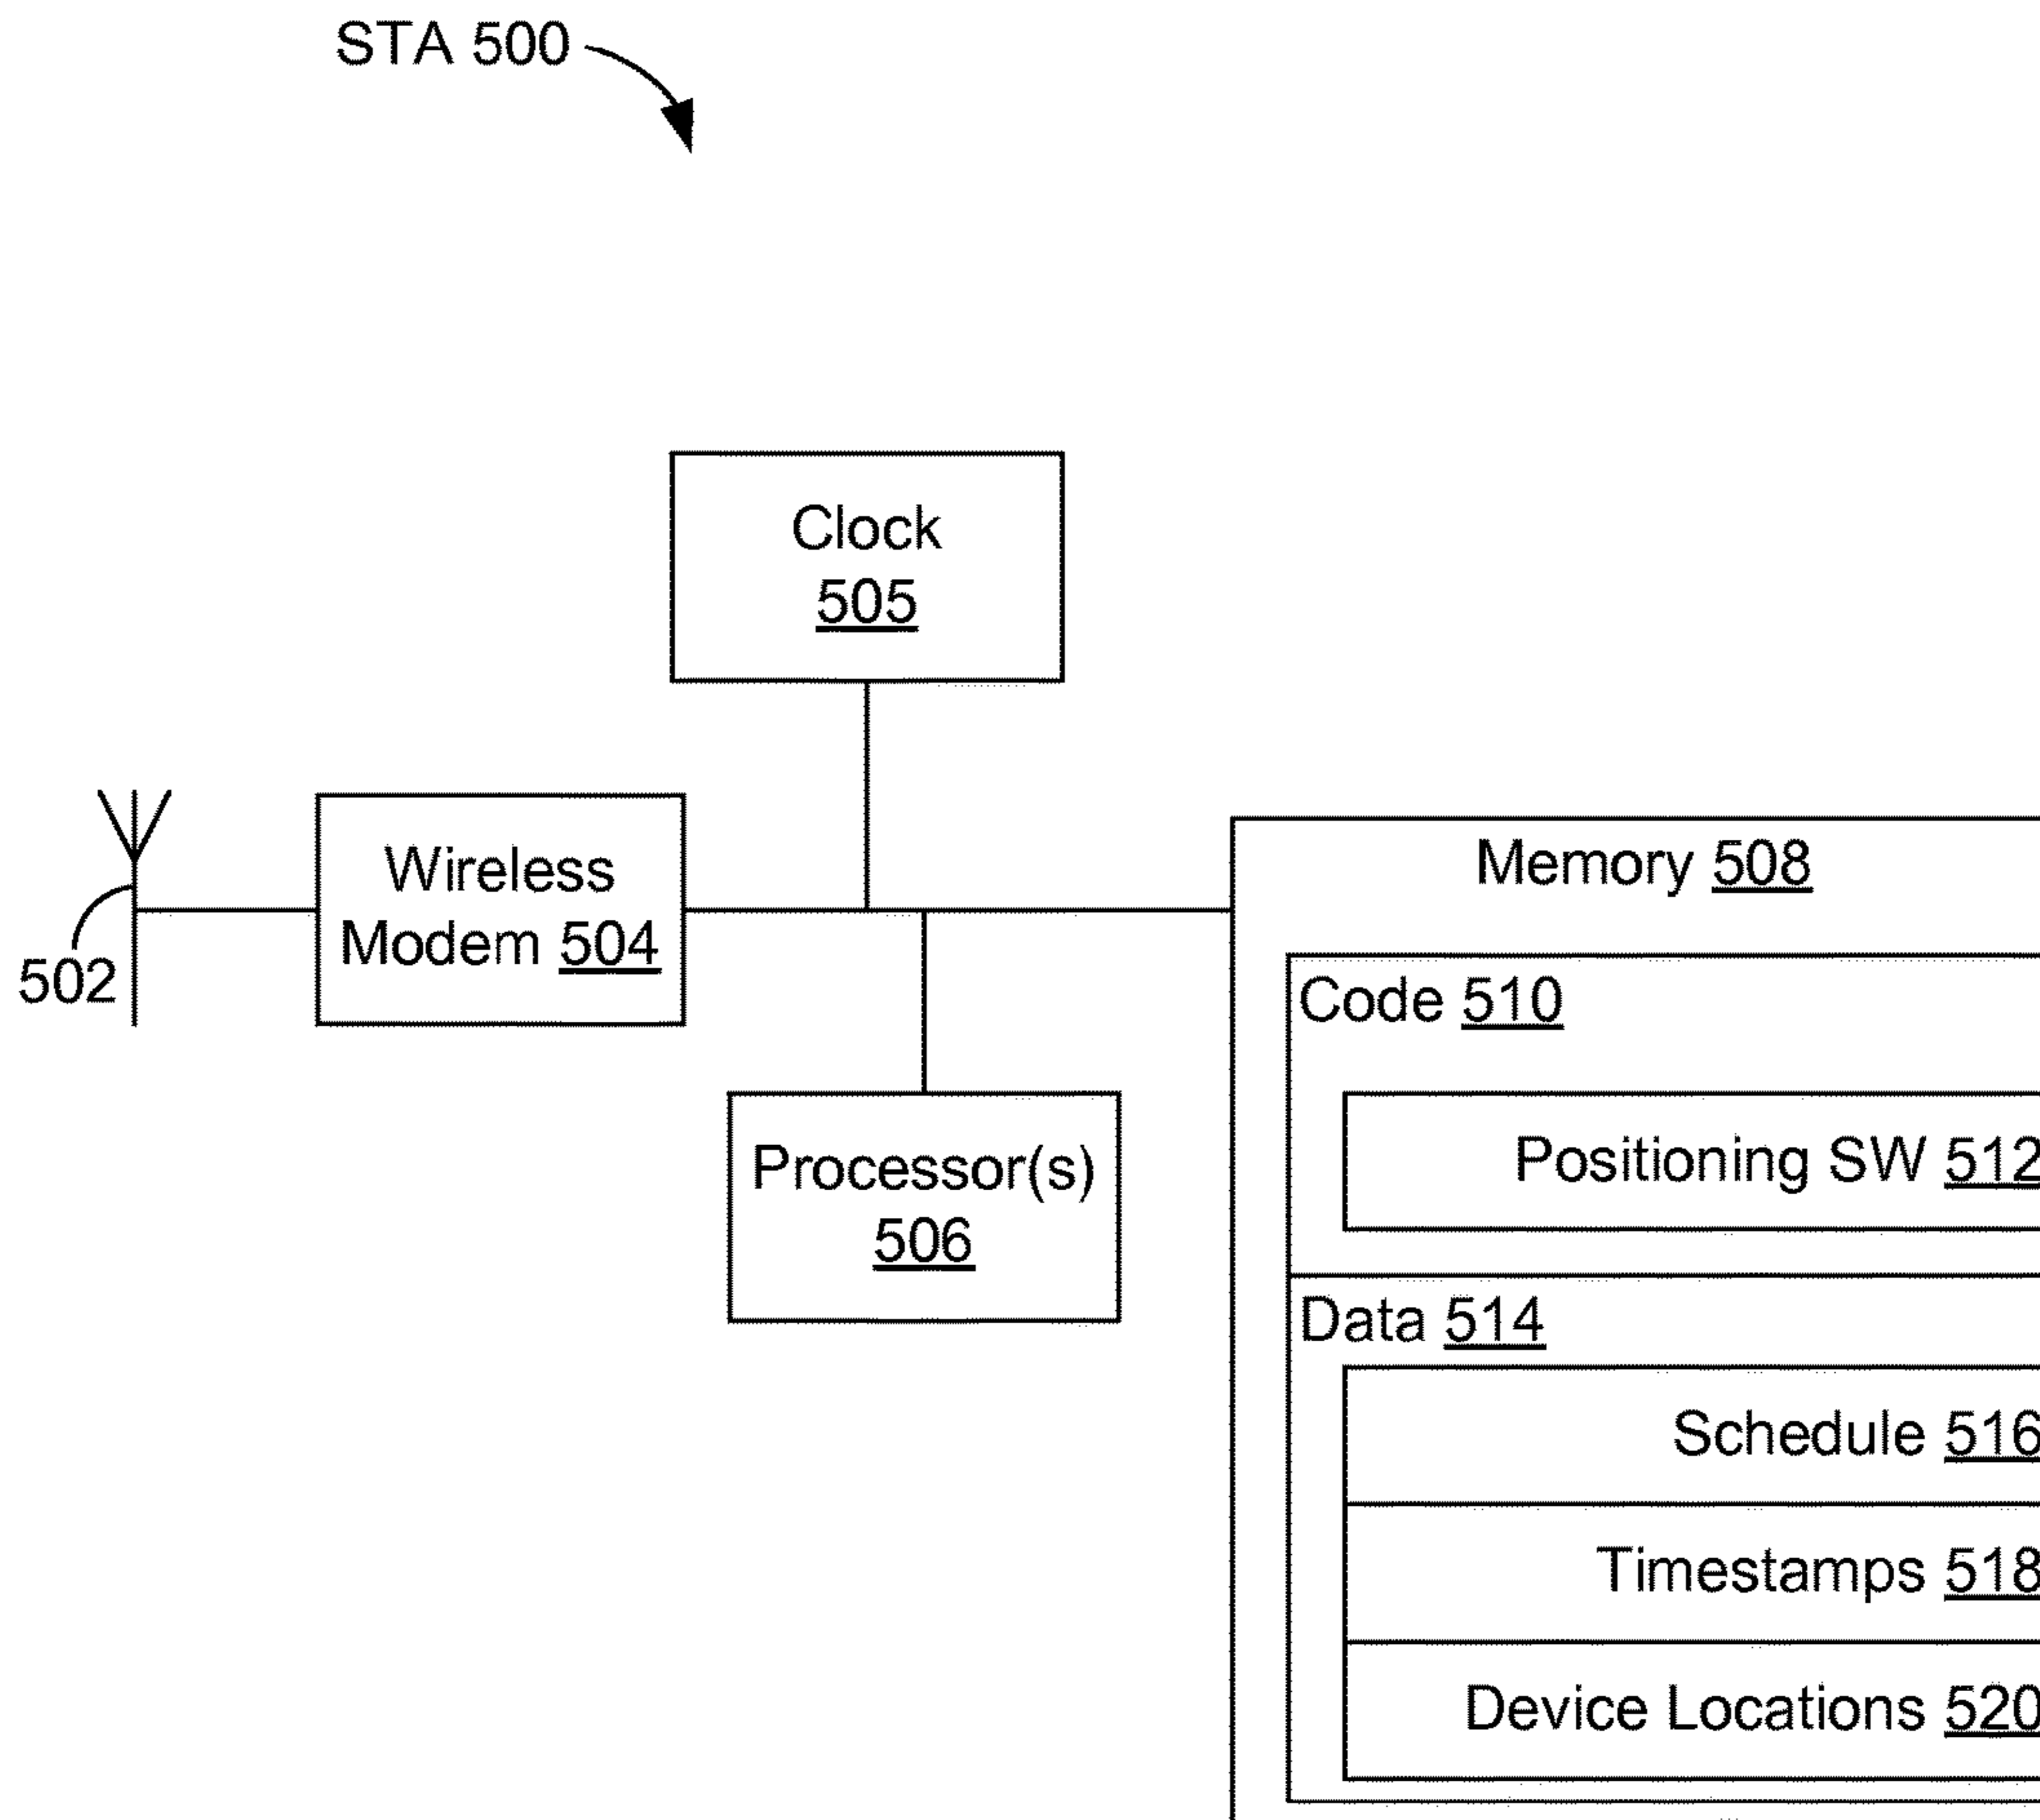 STA 500
Clock
505
Wireless
Modem 504
502
Processor(s)
506
Memory 508
Code 510
Positioning SW 512
Data 514
Schedule 516
Timestamps 518
Device Locations 520